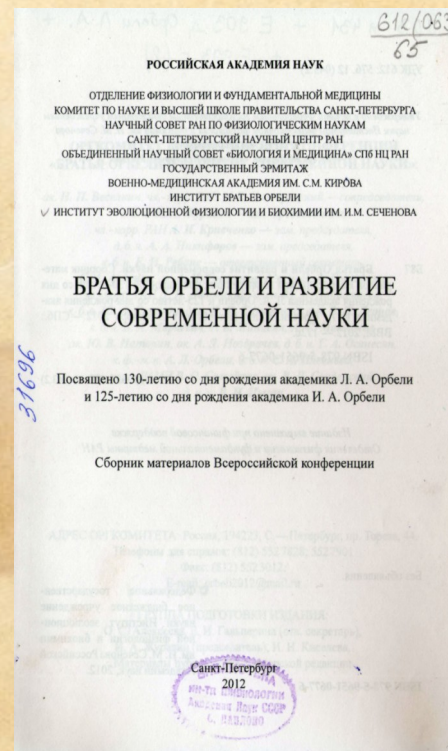 612(063
65
РОССИЙСКАЯ АКАДЕМИЯ НАУК
ОТДЕЛЕНИЕ ФИЗИОЛОГИИ И ФУНДАМЕНТАЛЬНОЙ МЕДИЦИНЫ
КОМИТЕТ ПО НАУКЕ И ВЫСШЕЙ ШКОЛЕ ПРАВИТЕЛЬСТВА САНКТ-ПЕТЕРБУРГА
НАУЧНЫЙ СОВЕТ РАН ПО ФИЗИОЛОГИЧЕСКИМ НАУКАМ
САНКТ-ПЕТЕРБУРГСКИЙ НАУЧНЫЙ ЦЕНТР РАН
ОБЪЕДИНЕННЫЙ НАУЧНЫЙ СОВЕТ «БИОЛОГИЯ И МЕДИЦИНА» СПб НЦ РАН
ГОСУДАРСТВЕННЫЙ ЭРМИТАЖ
ВОЕННО-МЕДИЦИНСКАЯ АКАДЕМИЯ ИМ. С.М. КИРОВА
ИНСТИТУТ БРАТЬЕВ ОРБЕЛИ
ИНСТИТУТ ЭВОЛЮЦИОННОЙ ФИЗИОЛОГИИ И БИОХИМИИ ИМ. И.М. СЕЧЕНОВА
БРАТЬЯ ОРБЕЛИ И РАЗВИТИЕ
СОВРЕМЕННОЙ НАУКИ
31696
Посвящено 130-летию со дня рождения академика Л. А. Орбели
и 125-летию со дня рождения академика И. А. Орбели
Сборник материалов Всероссийской конференции
Санкт-Петербург
2012
Академии Наук СССР